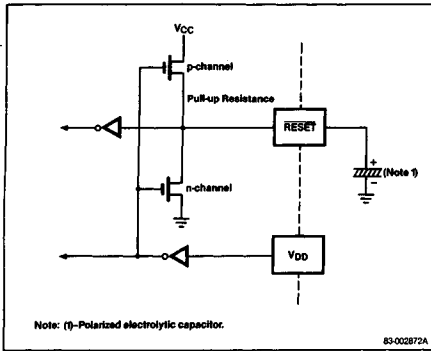 VCC
p-channel
Pull-up Resistance
RESET
+
(Note 1)
−
n-channel
VDD
Note: (1)–Polarized electrolytic capacitor.
83-002872A